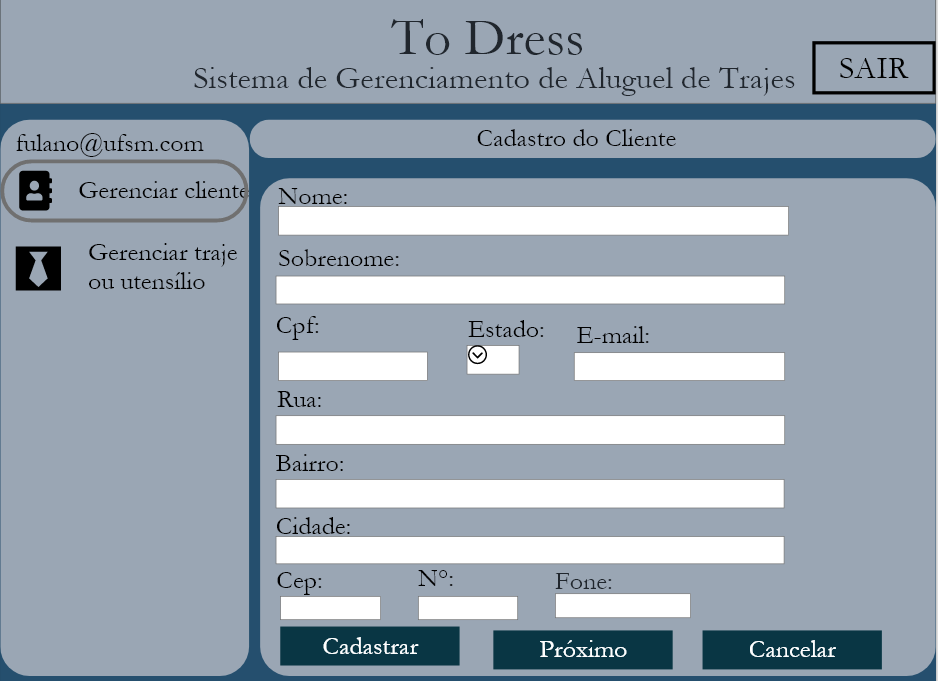 To Dress
Sistema de Gerenciamento de Aluguel de Trajes
SAIR
fulano@ufsm.com
Gerenciar cliente
Gerenciar traje
ou utensílio
Cadastro do Cliente
Nome:
Sobrenome:
Cpf:
Estado:
E-mail:
Rua:
Bairro:
Cidade:
Cep:
Nº:
Fone:
Cadastrar
Próximo
Cancelar